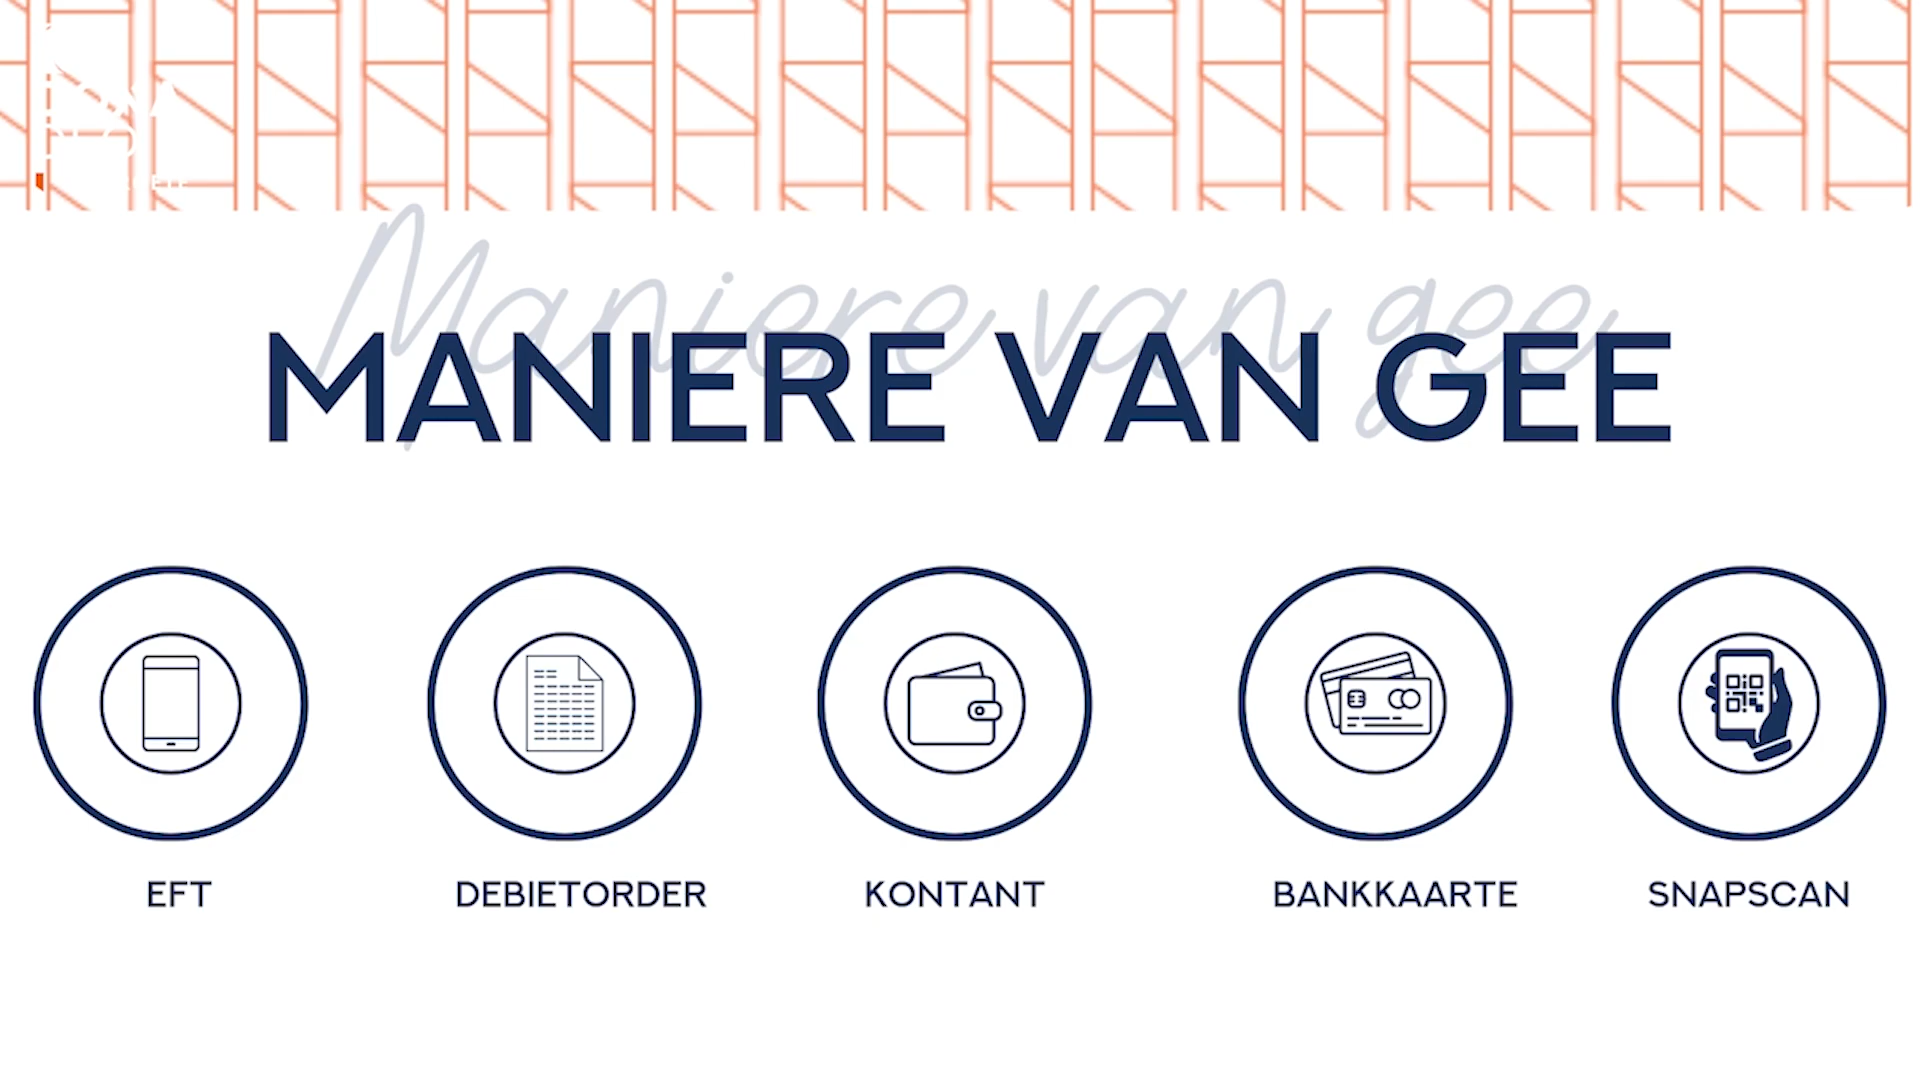 Maniere van gee
MANIERE VAN GEE
EFT
DEBIETORDER
KONTANT
BANKKAARTE
SNAPSCAN